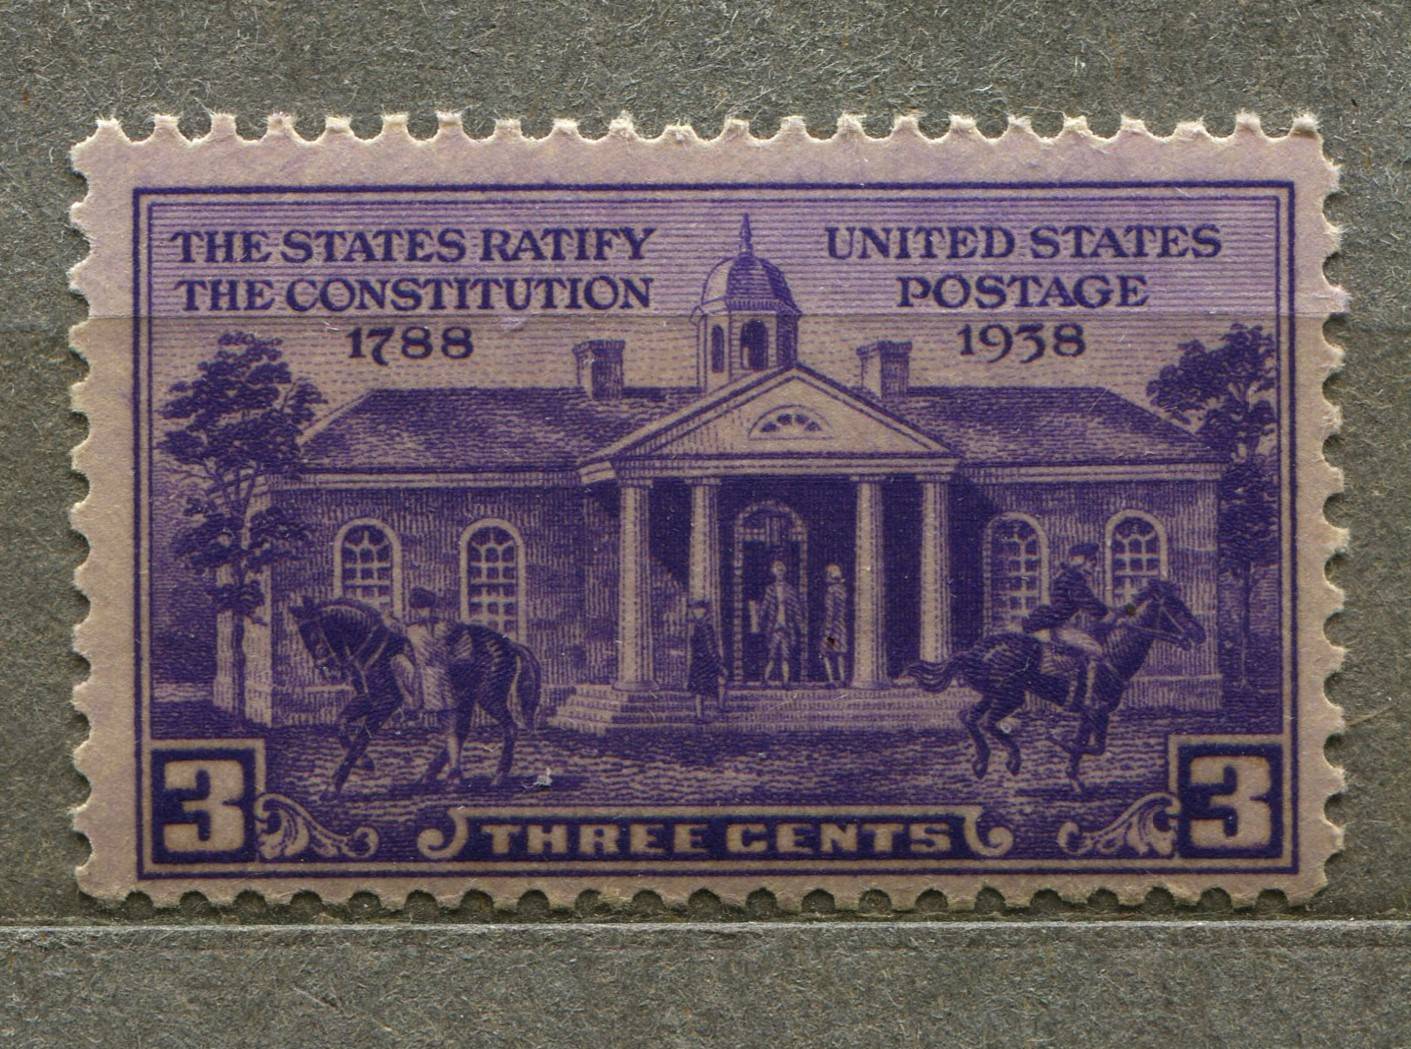 THE STATES RATIFY
THE CONSTITUTION
1788
UNITED STATES
POSTAGE
1938
3
THREE CENTS
3